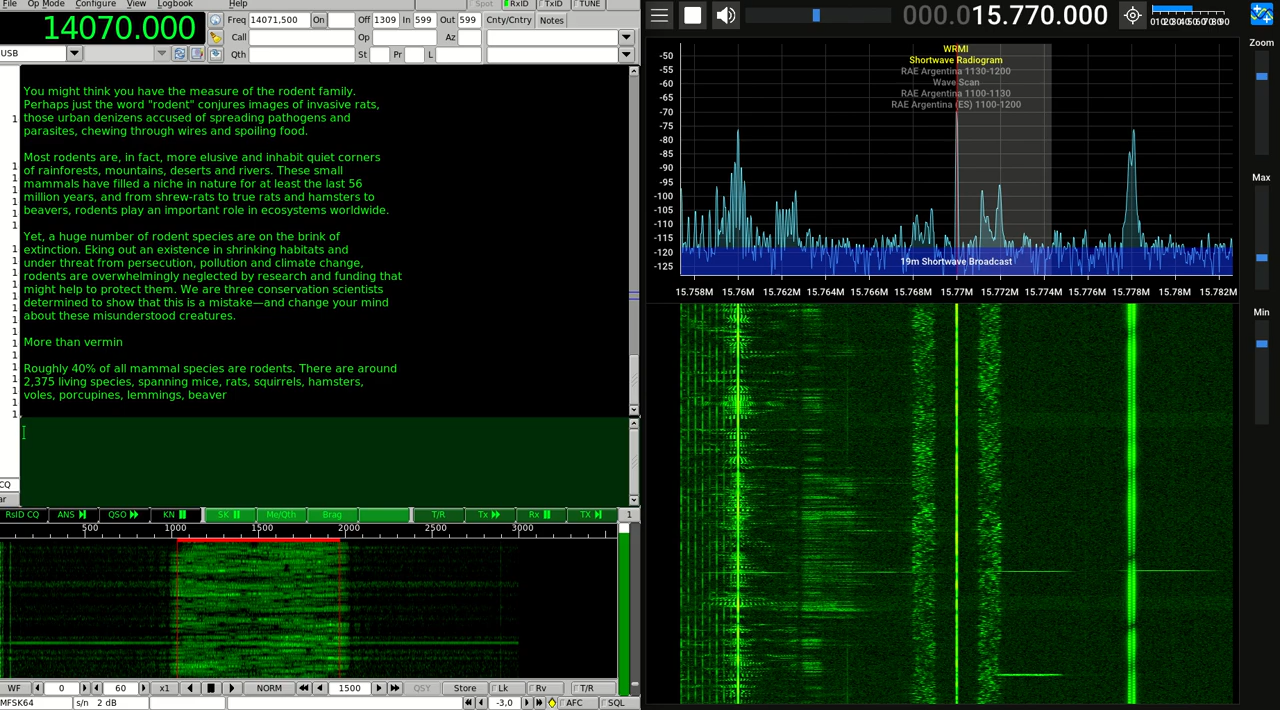 File Op Mode Configure View Logbook Help Spot RxID TxID TUNE
14070.000
Freq 14071,500 On Off 1309 In 599 Out 599 Cnty/Cntry Notes
Call Op Az
Qth St Pr L
USB
You might think you have the measure of the rodent family.
Perhaps just the word "rodent" conjures images of invasive rats,
those urban denizens accused of spreading pathogens and
parasites, chewing through wires and spoiling food.
Most rodents are, in fact, more elusive and inhabit quiet corners
of rainforests, mountains, deserts and rivers. These small
mammals have filled a niche in nature for at least the last 56
million years, and from shrew-rats to true rats and hamsters to
beavers, rodents play an important role in ecosystems worldwide.
Yet, a huge number of rodent species are on the brink of
extinction. Eking out an existence in shrinking habitats and
under threat from persecution, pollution and climate change,
rodents are overwhelmingly neglected by research and funding that
might help to protect them. We are three conservation scientists
determined to show that this is a mistake—and change your mind
about these misunderstood creatures.
More than vermin
Roughly 40% of all mammal species are rodents. There are around
2,375 living species, spanning mice, rats, squirrels, hamsters,
voles, porcupines, lemmings, beaver
CQ
ar
RsID CQ ANS QSO KN SK Me/Qth Brag T/R Tx Rx TX 1
500 1000 1500 2000 2500 3000
WF 0 60 x1 NORM 1500 QSY Store Lk Rv T/R
MFSK64 s/n 2 dB -3,0 AFC SQL
000.015.770.000
WRMI
Shortwave Radiogram
RAE Argentina 1130-1200
Wave Scan
RAE Argentina 1100-1130
RAE Argentina (ES) 1100-1200
-50
-55
-60
-65
-70
-75
-80
-85
-90
-95
-100
-105
-110
-115
-120
-125
19m Shortwave Broadcast
15.758M 15.76M 15.762M 15.764M 15.766M 15.768M 15.77M 15.772M 15.774M 15.776M 15.778M 15.78M 15.782M
Zoom
Max
Min